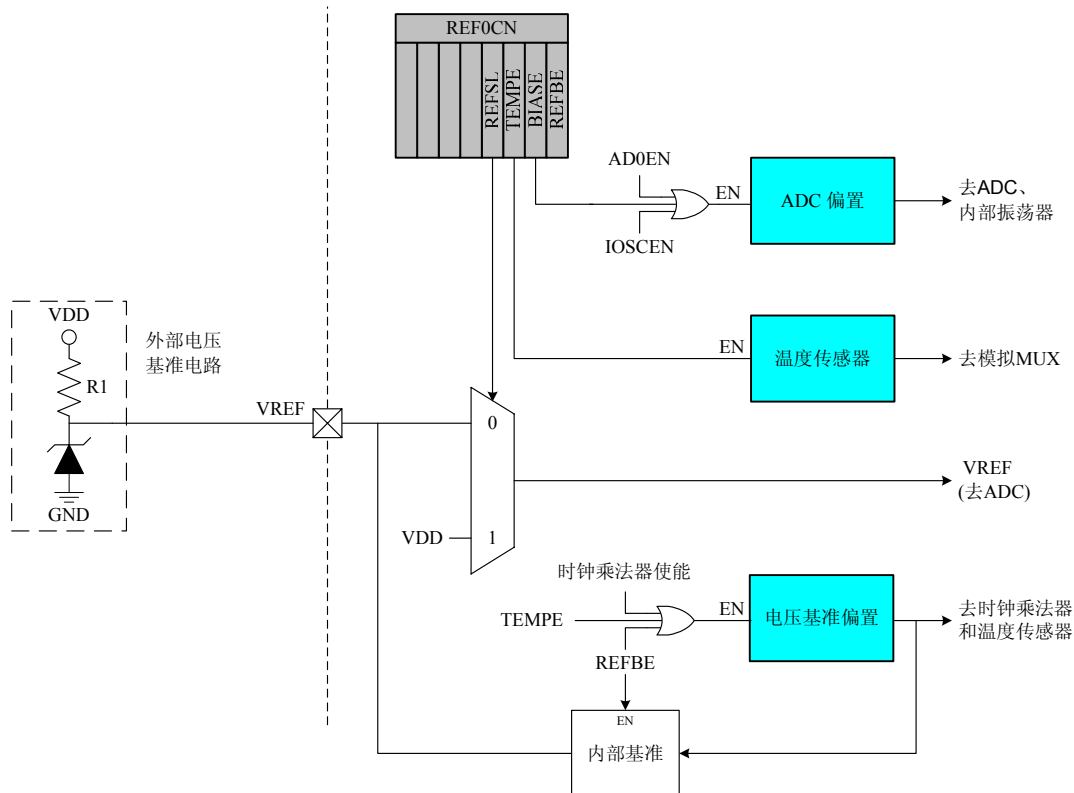 REF0CN
REFSL
TEMPE
BIASE
REFBE
AD0EN
EN
IOSCEN
ADC 偏置
去ADC、
内部振荡器
VDD
R1
GND
外部电压
基准电路
EN
温度传感器
去模拟MUX
VREF
0
1
VDD
VREF
(去ADC)
时钟乘法器使能
TEMPE
REFBE
EN
电压基准偏置
去时钟乘法器
和温度传感器
EN
内部基准